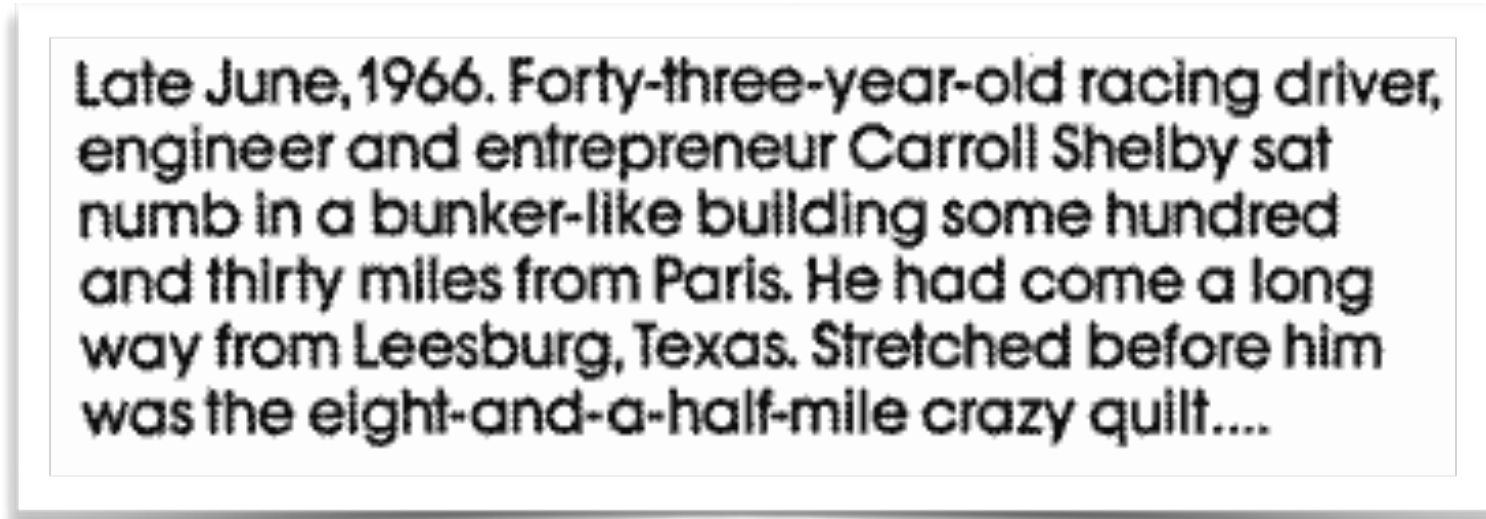 Late June, 1966. Forty-three-year-old racing driver,
engineer and entrepreneur Carroll Shelby sat
numb in a bunker-like building some hundred
and thirty miles from Paris. He had come a long
way from Leesburg, Texas. Stretched before him
was the eight-and-a-half-mile crazy quilt....